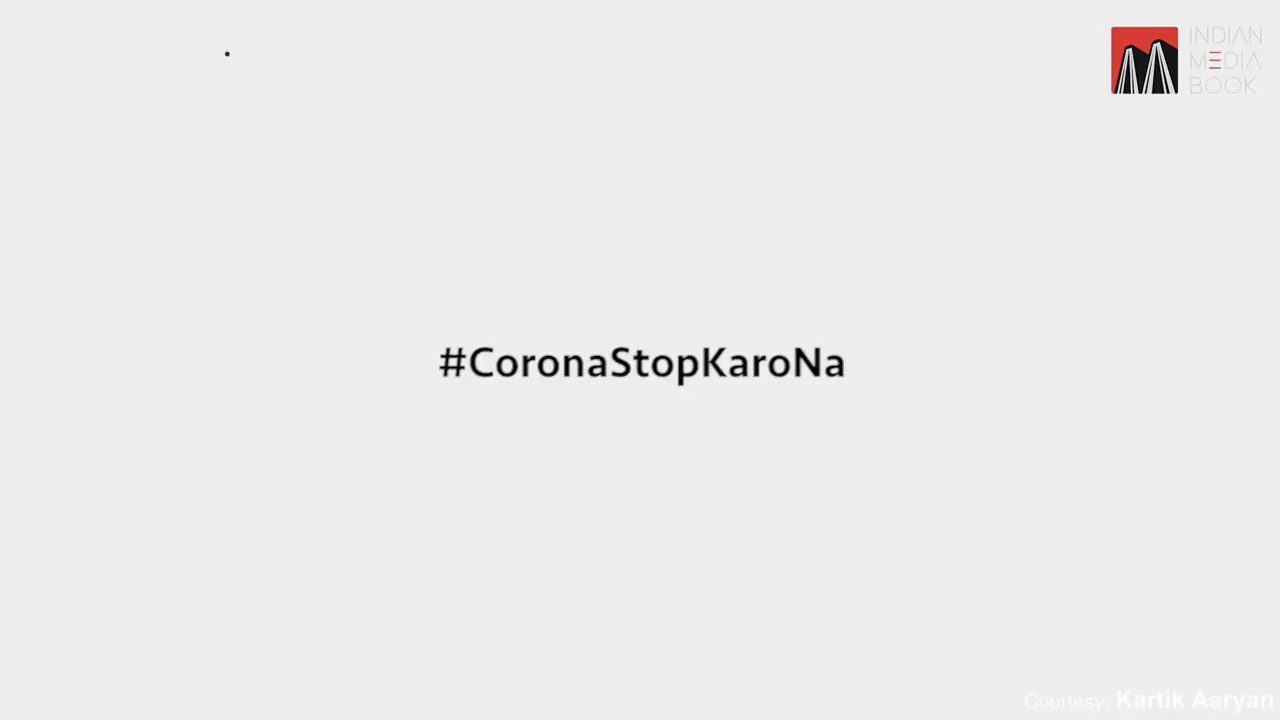 INDIAN
MEDIA
BOOK
#CoronaStopKaroNa
Courtesy: Kartik Aaryan